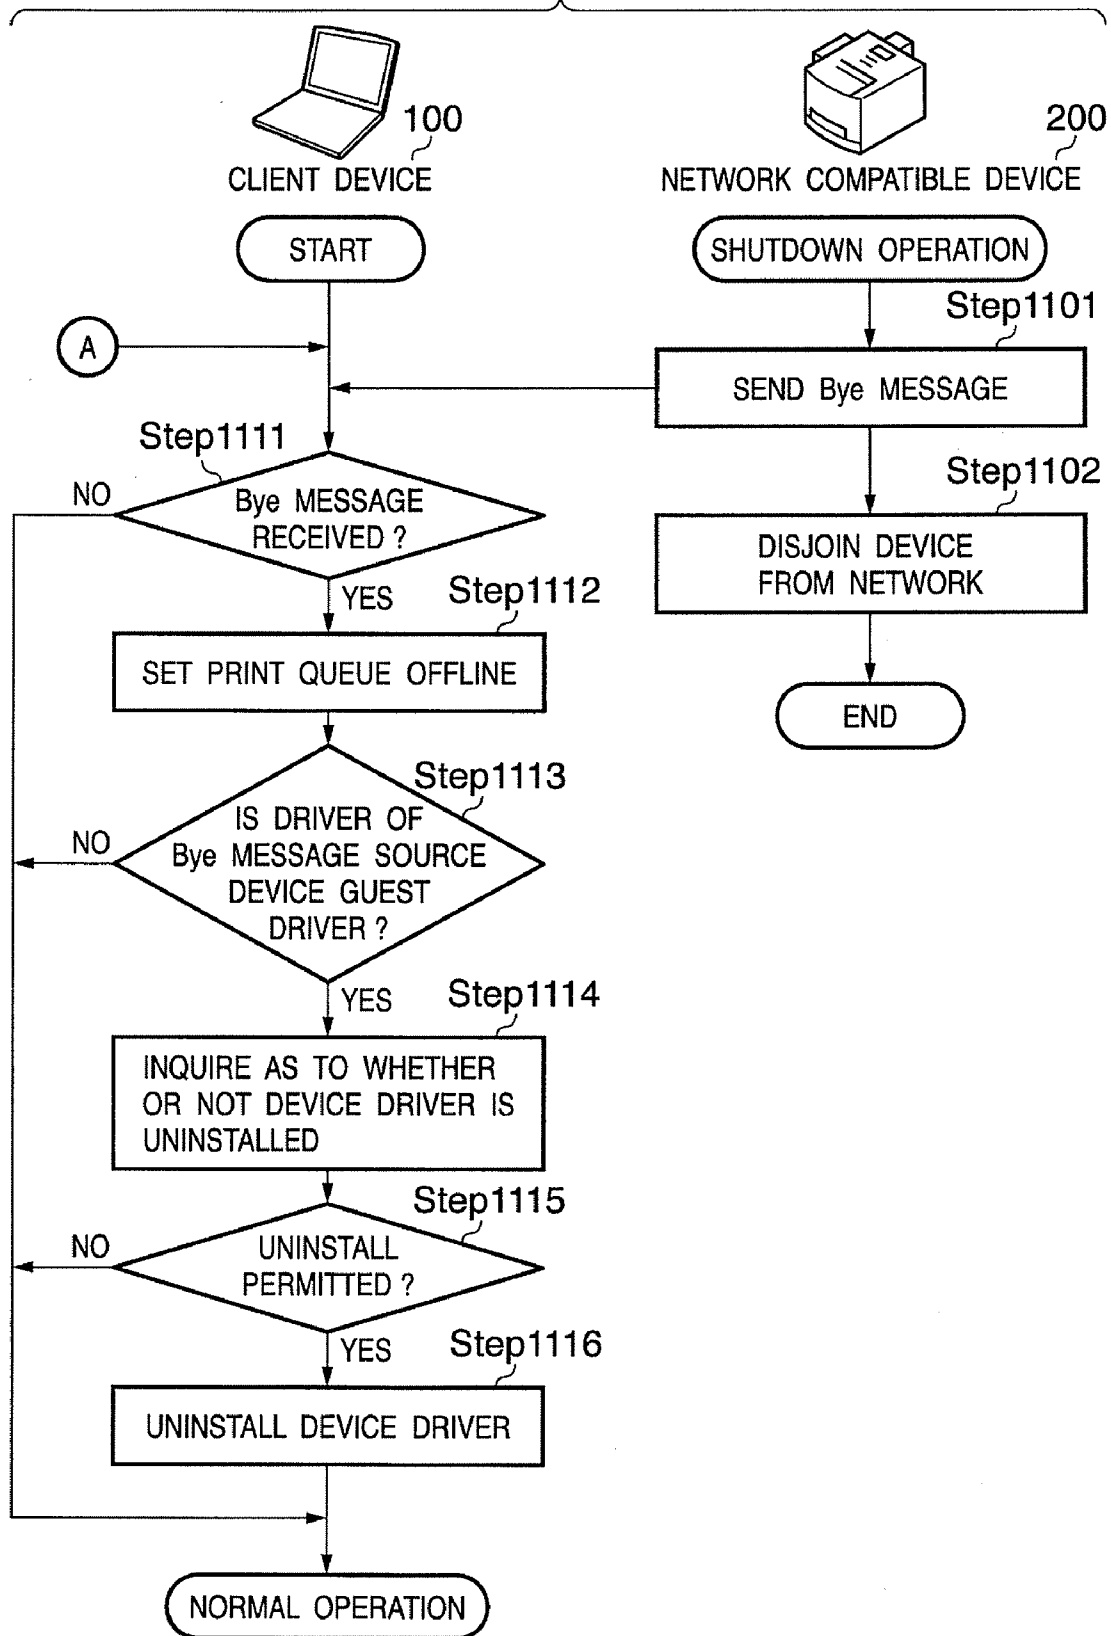 100
CLIENT DEVICE
200
NETWORK COMPATIBLE DEVICE
START
SHUTDOWN OPERATION
A
Step1101
SEND Bye MESSAGE
Step1111
Bye MESSAGE
RECEIVED ?
NO
YES
Step1102
DISJOIN DEVICE
FROM NETWORK
END
Step1112
SET PRINT QUEUE OFFLINE
Step1113
IS DRIVER OF
Bye MESSAGE SOURCE
DEVICE GUEST
DRIVER ?
NO
YES
Step1114
INQUIRE AS TO WHETHER
OR NOT DEVICE DRIVER IS
UNINSTALLED
Step1115
UNINSTALL
PERMITTED ?
NO
YES
Step1116
UNINSTALL DEVICE DRIVER
NORMAL OPERATION